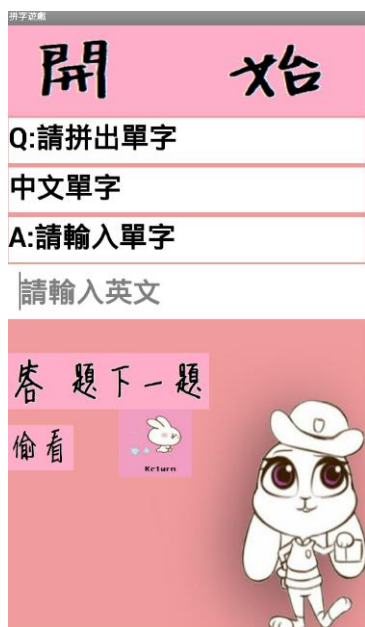 拼字遊戲
開 始
Q:請拼出單字
中文單字
A:請輸入單字
請輸入英文
答 題下一題
偷看
Return